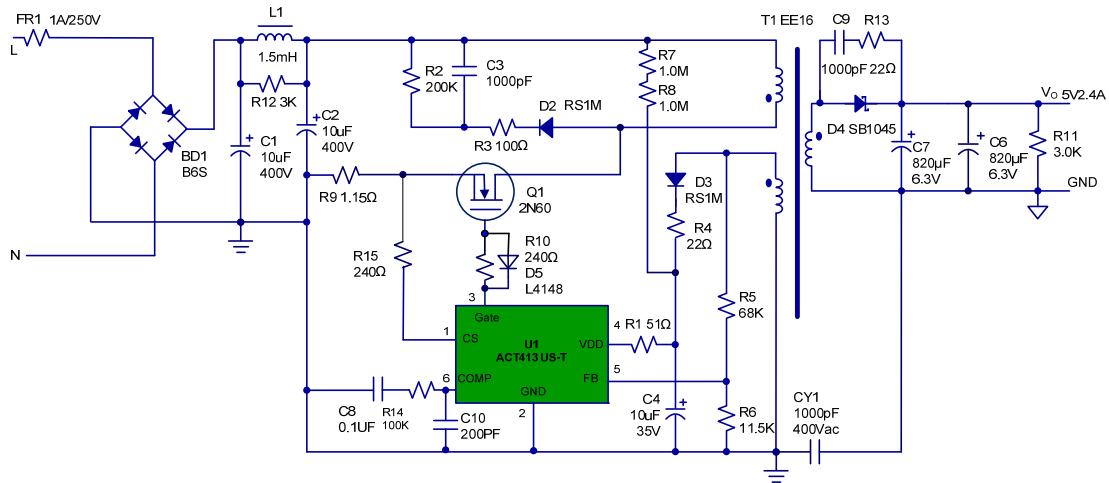 FR1 1A/250V
L
L1
1.5mH
R12 3K
C1
10uF
400V
C2
10uF
400V
BD1
B6S
N
R2
200K
C3
1000pF
D2 RS1M
R3 100Ω
R7
1.0M
R8
1.0M
T1 EE16
C9 R13
1000pF 22Ω
D4 SB1045
C7
820µF
6.3V
C6
820µF
6.3V
R11
3.0K
VO 5V2.4A
GND
R9 1.15Ω
Q1
2N60
D3
RS1M
R4
22Ω
R15
240Ω
R10
240Ω
D5
L4148
R5
68K
3
Gate
1
CS
U1
ACT413 US-T
VDD
4
R1 51Ω
6
COMP
GND
FB
5
2
C8
0.1UF
R14
100K
C10
200PF
C4
10uF
35V
R6
11.5K
CY1
1000pF
400Vac